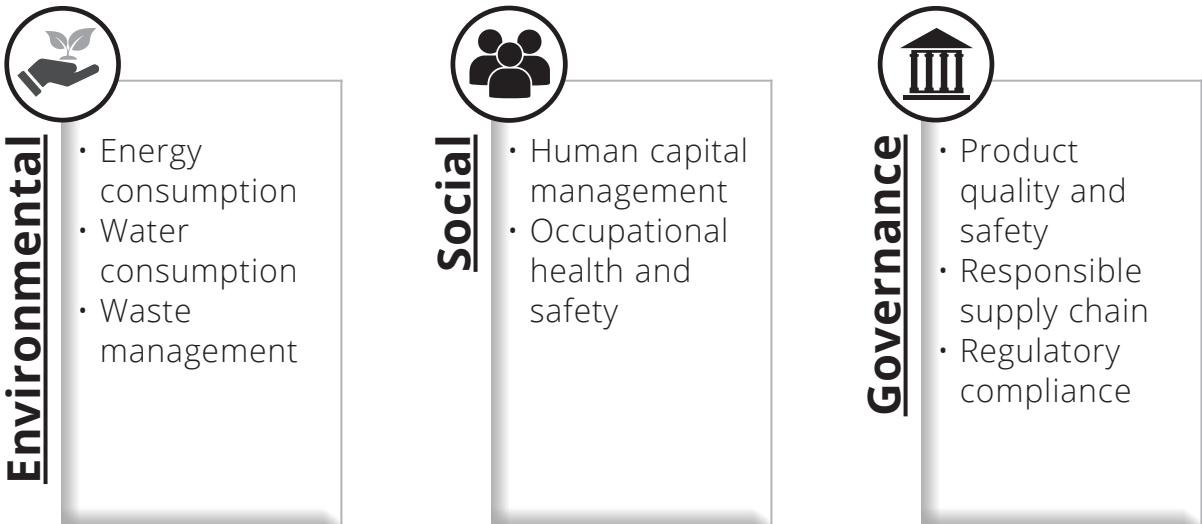 Environmental
• Energy
consumption
• Water
consumption
• Waste
management
Social
• Human capital
management
• Occupational
health and
safety
Governance
• Product
quality and
safety
• Responsible
supply chain
• Regulatory
compliance